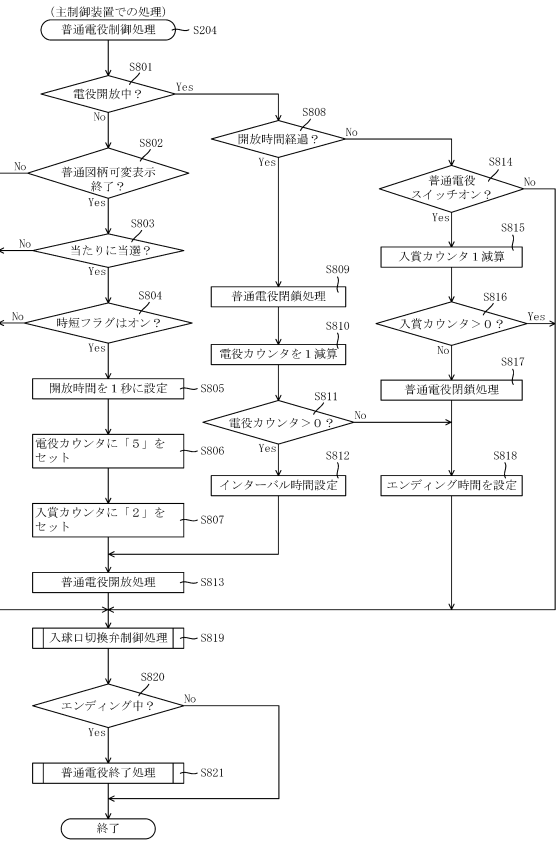 (主制御装置での処理)
普通電役制御処理
S204
S801
電役開放中？
Yes
No
S802
普通図柄可変表示
終了？
No
Yes
S803
当たりに当選？
No
Yes
S804
時短フラグはオン？
No
Yes
開放時間を１秒に設定
S805
電役カウンタに「５」を
セット
S806
入賞カウンタに「２」を
セット
S807
S808
開放時間経過？
No
Yes
S809
普通電役閉鎖処理
S810
電役カウンタを１減算
S811
電役カウンタ＞０？
No
Yes
S812
インターバル時間設定
普通電役開放処理
S813
S814
普通電役
スイッチオン？
No
Yes
S815
入賞カウンタ１減算
S816
入賞カウンタ＞０？
Yes
No
S817
普通電役閉鎖処理
S818
エンディング時間を設定
入球口切換弁制御処理
S819
S820
エンディング中？
No
Yes
普通電役終了処理
S821
終了